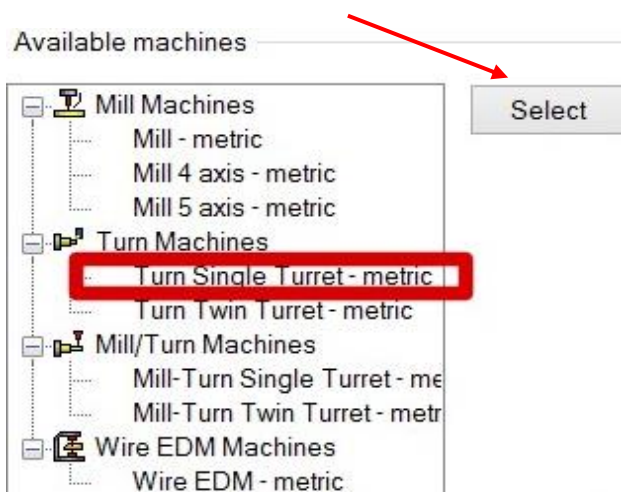 Available machines
Select
Mill Machines
Mill - metric
Mill 4 axis - metric
Mill 5 axis - metric
Turn Machines
Turn Single Turret - metric
Turn Twin Turret - metric
Mill/Turn Machines
Mill-Turn Single Turret - me
Mill-Turn Twin Turret - metr
Wire EDM Machines
Wire EDM - metric